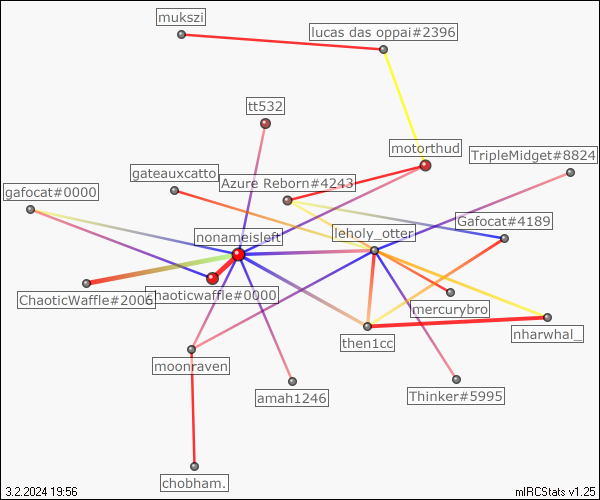 mukszi
lucas das oppai#2396
tt532
motorthud
TripleMidget#8824
gateauxcatto
Azure Reborn#4243
gafocat#0000
Gafocat#4189
nonameisleft
leholy_otter
ChaoticWaffle#2006
Chaoticwaffle#0000
mercurybro
nharwhal_
then1cc
moonraven
amah1246
Thinker#5995
chobham.
3.2.2024 19:56
mIRCStats v1.25